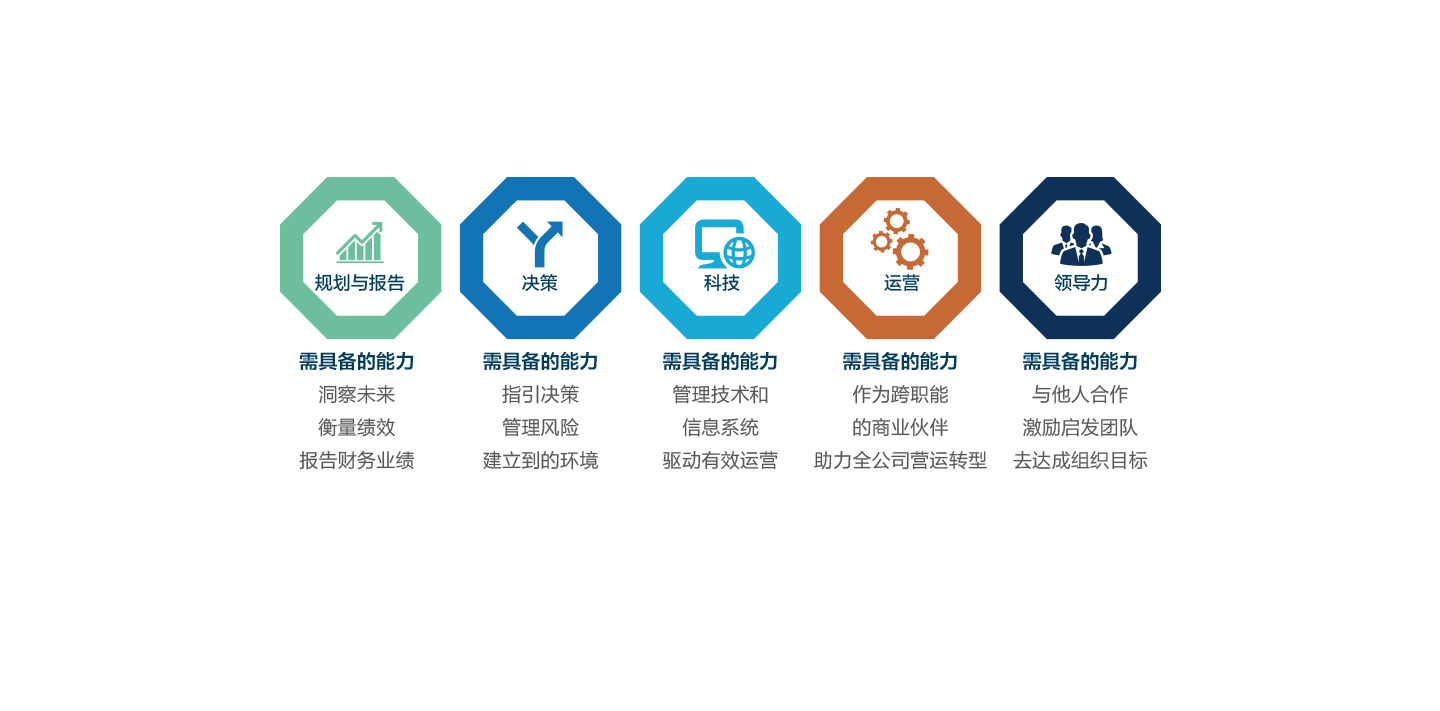 规划与报告
需具备的能力
洞察未来
衡量绩效
报告财务业绩
决策
需具备的能力
指引决策
管理风险
建立到的环境
科技
需具备的能力
管理技术和
信息系统
驱动有效运营
运营
需具备的能力
作为跨职能
的商业伙伴
助力全公司营运转型
领导力
需具备的能力
与他人合作
激励启发团队
去达成组织目标